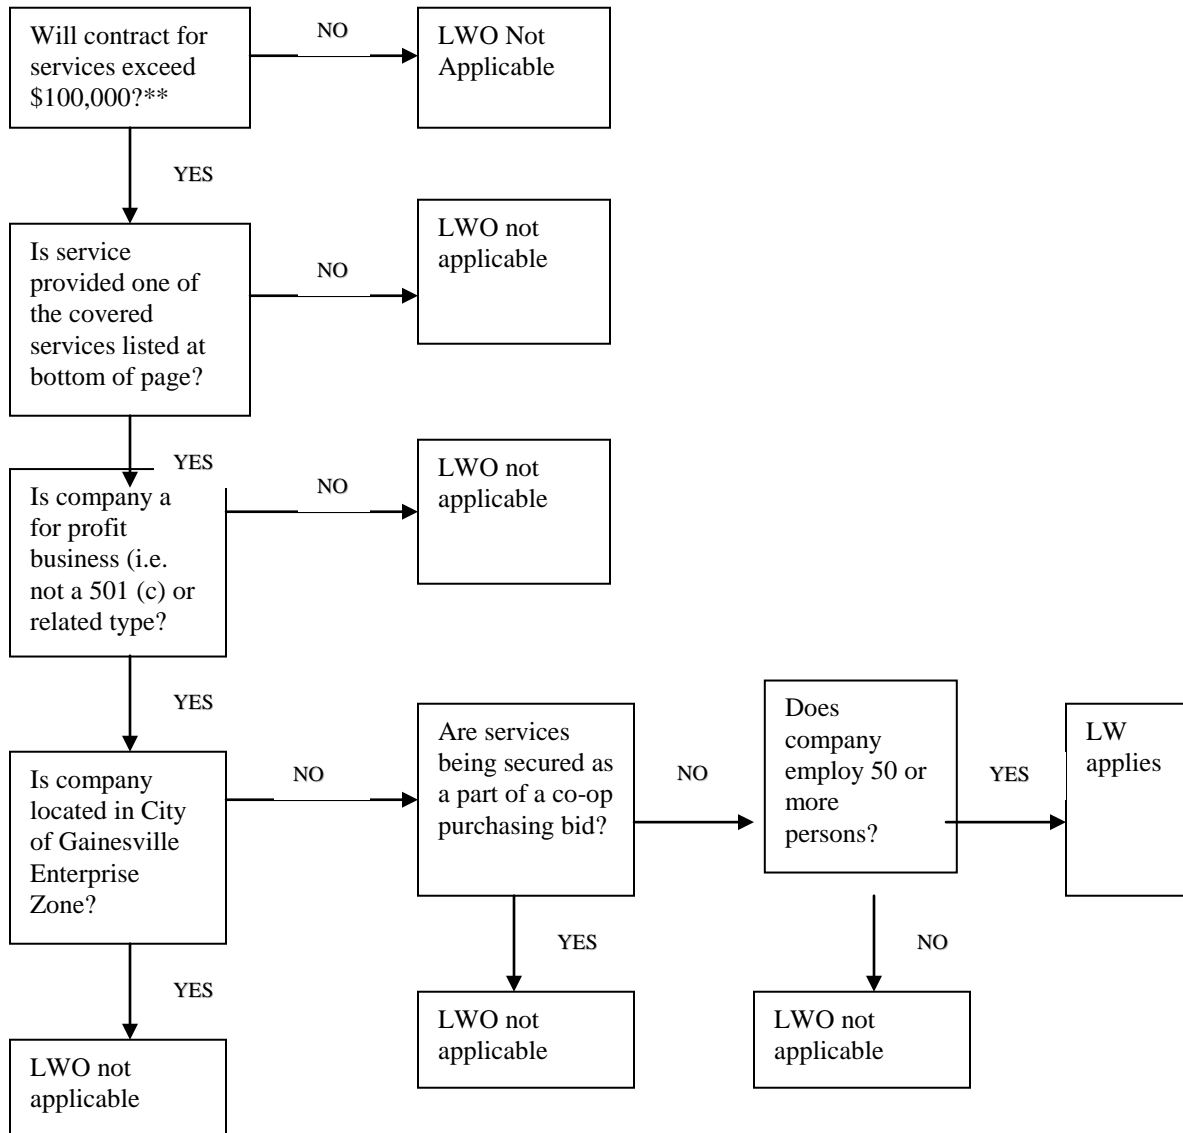 Will contract for
services exceed
$100,000?**
NO
LWO Not
Applicable
YES
Is service
provided one of
the covered
services listed at
bottom of page?
NO
LWO not
applicable
YES
Is company a
for profit
business (i.e.
not a 501 (c) or
related type?
NO
LWO not
applicable
YES
Is company
located in City
of Gainesville
Enterprise
Zone?
NO
Are services
being secured as
a part of a co-op
purchasing bid?
NO
Does
company
employ 50 or
more
persons?
YES
LW
applies
YES
LWO not
applicable
YES
LWO not
applicable
NO
LWO not
applicable